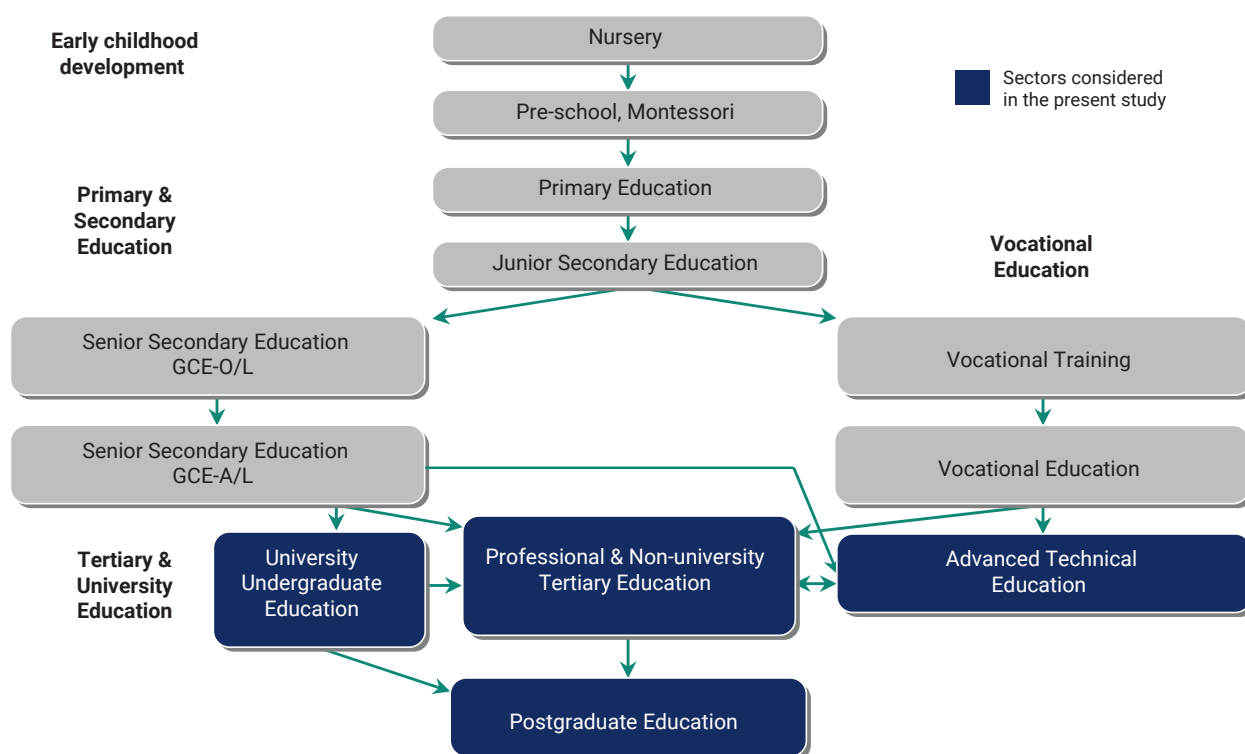 Early childhood
development
Nursery
Sectors considered
in the present study
Pre-school, Montessori
Primary &
Secondary
Education
Primary Education
Junior Secondary Education
Vocational
Education
Senior Secondary Education
GCE-O/L
Vocational Training
Senior Secondary Education
GCE-A/L
Vocational Education
Tertiary &
University
Education
University
Undergraduate
Education
Professional & Non-university
Tertiary Education
Advanced Technical
Education
Postgraduate Education